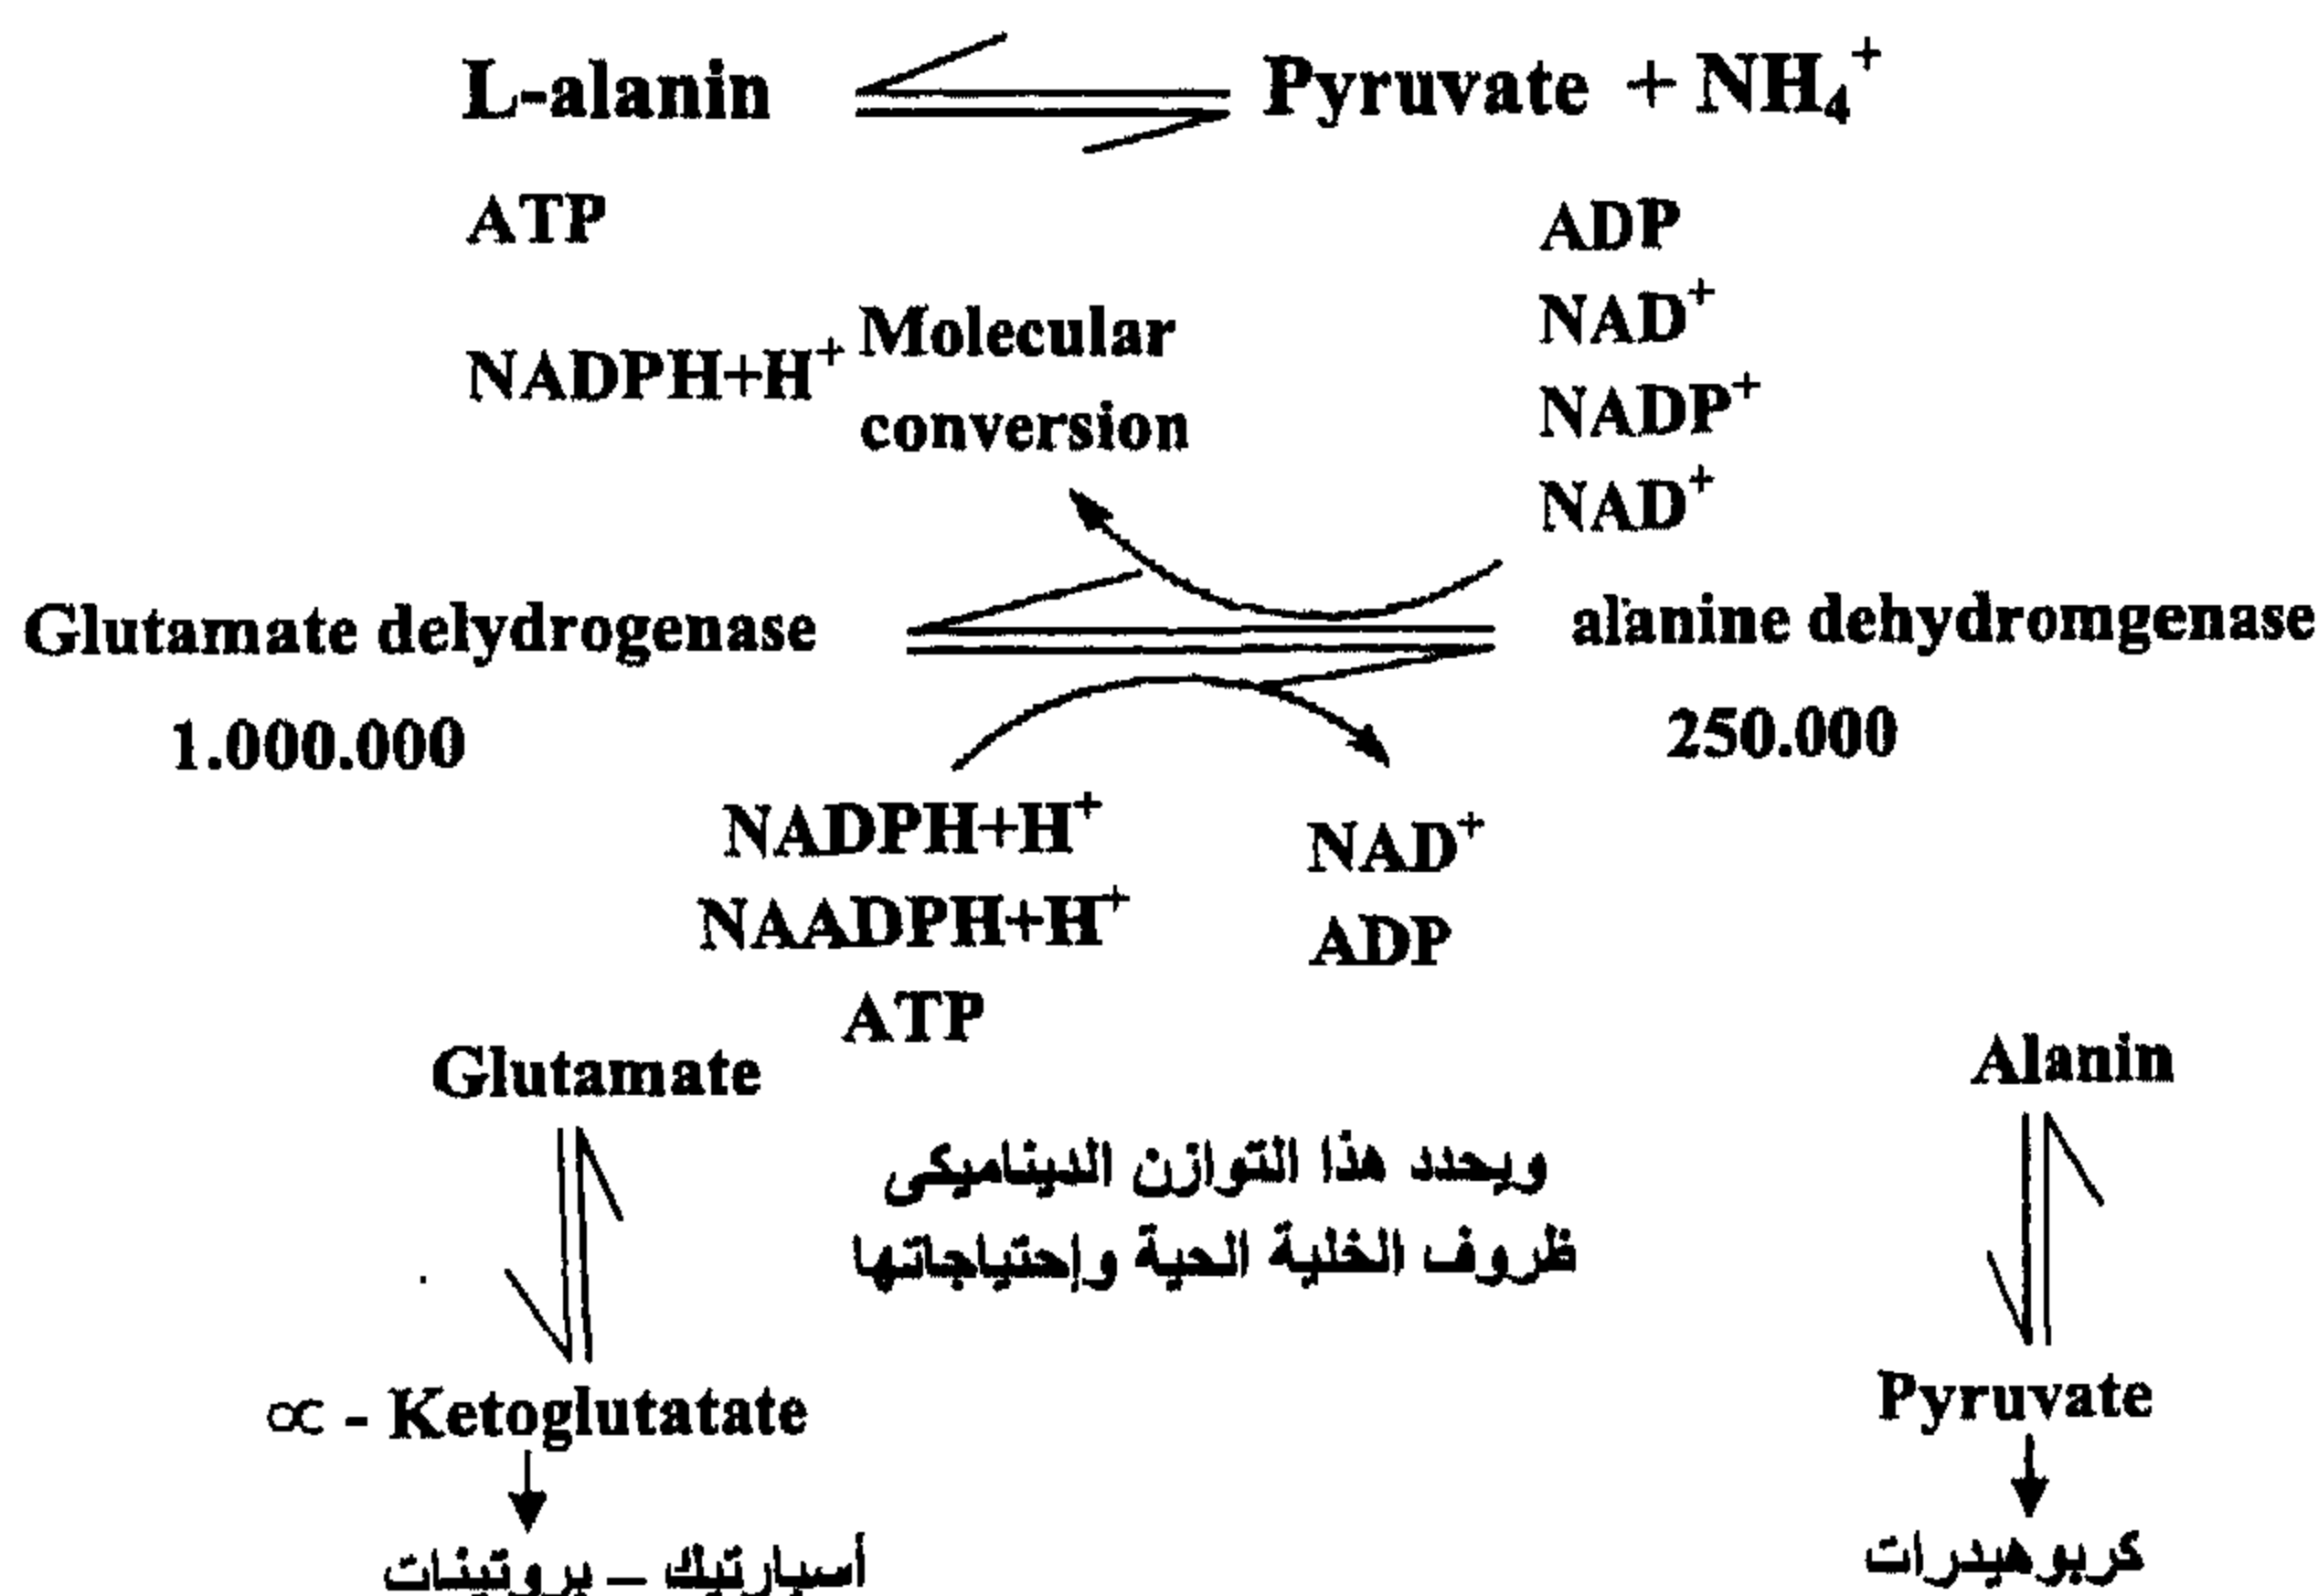 L-alanin Pyruvate + NH₄⁺
ATP ADP
NAD⁺
NADPH+H⁺ Molecular
conversion
NADP⁺
NAD⁺
Glutamate delydrogenase alanine dehydromgenase
1.000.000 250.000
NADPH+H⁺ NAD⁺
NAADPH+H⁺ ADP
ATP
Glutamate Alanin
ويحدد هذا التوازن الديناميكى
ظروف الخلية الحية وإحتياجاتها
∝ - Ketoglutatate Pyruvate
أسبارتيك – بروتينات كربوهيدرات